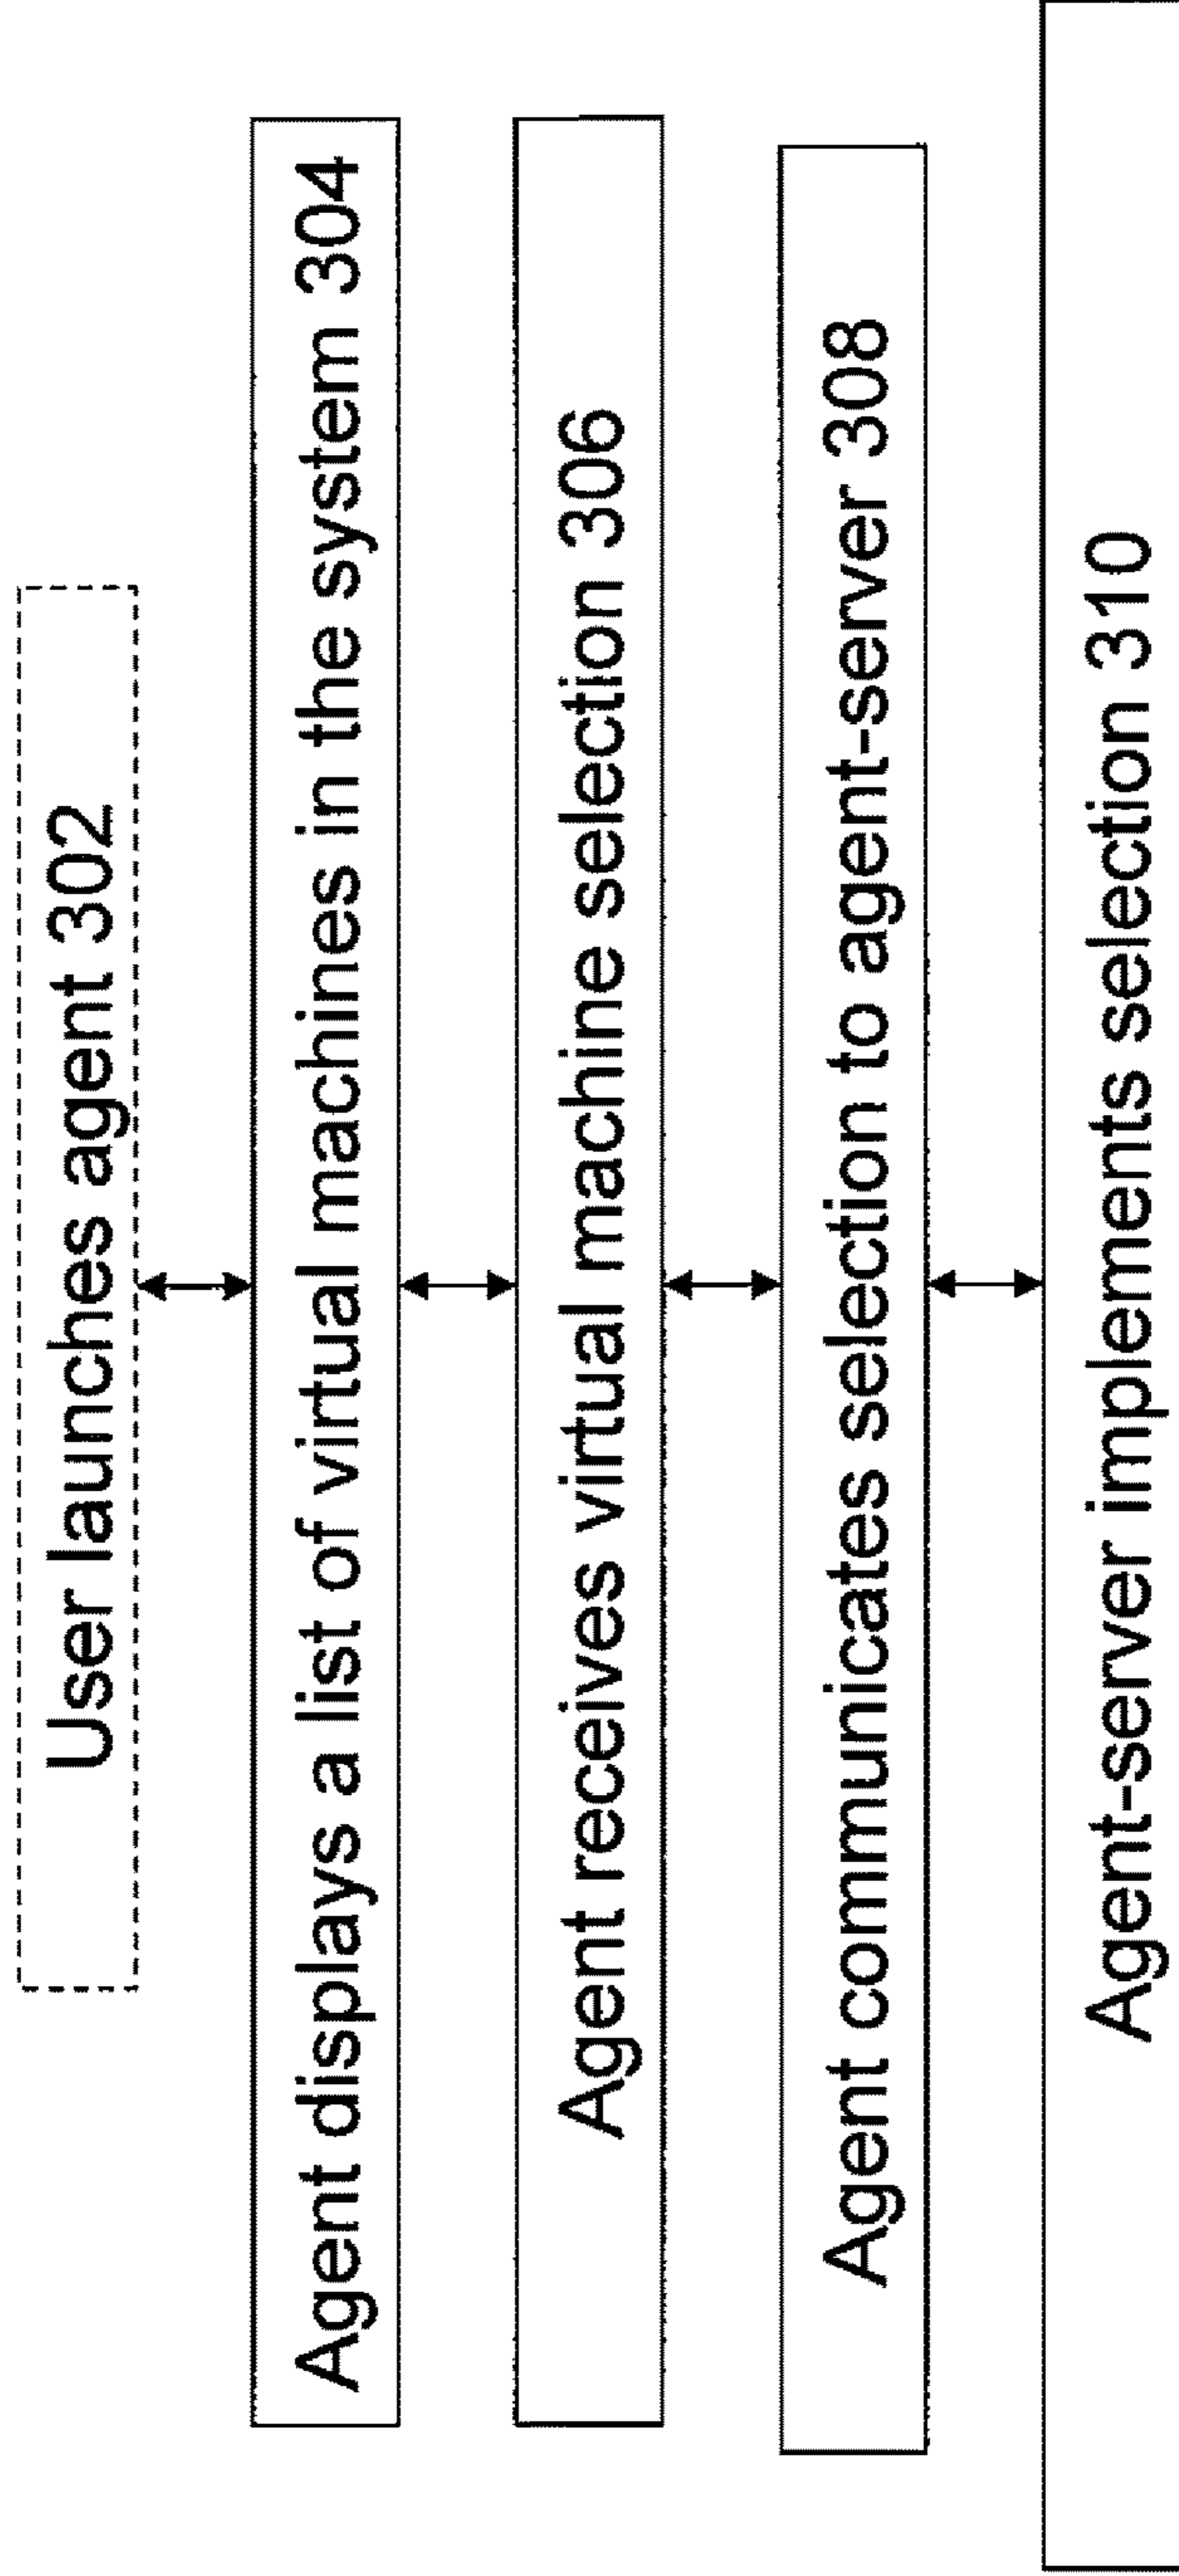 User launches agent 302
Agent displays a list of virtual machines in the system 304
Agent receives virtual machine selection 306
Agent communicates selection to agent-server 308
Agent-server implements selection 310